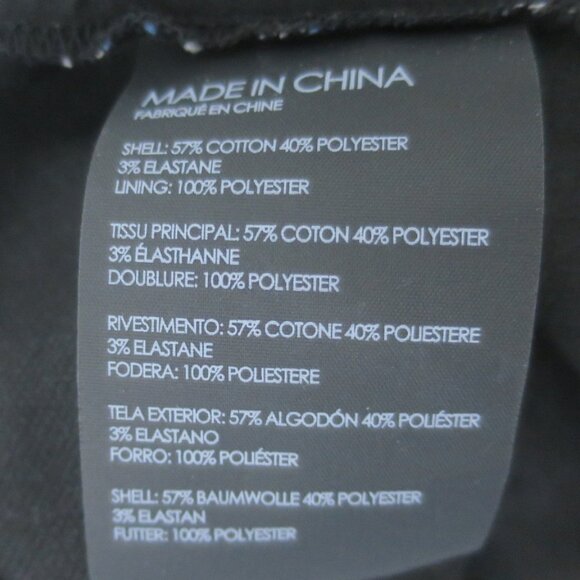 MADE IN CHINA
FABRIQUÉ EN CHINE
SHELL: 57% COTTON 40% POLYESTER
3% ELASTANE
LINING: 100% POLYESTER
TISSU PRINCIPAL: 57% COTON 40% POLYESTER
3% ÉLASTHANNE
DOUBLURE: 100% POLYESTER
RIVESTIMENTO: 57% COTONE 40% POLIESTERE
3% ELASTANE
FODERA: 100% POLIESTERE
TELA EXTERIOR: 57% ALGODÓN 40% POLIÉSTER
3% ELASTANO
FORRO: 100% POLIÉSTER
SHELL: 57% BAUMWOLLE 40% POLYESTER
3% ELASTAN
FUTTER: 100% POLYESTER